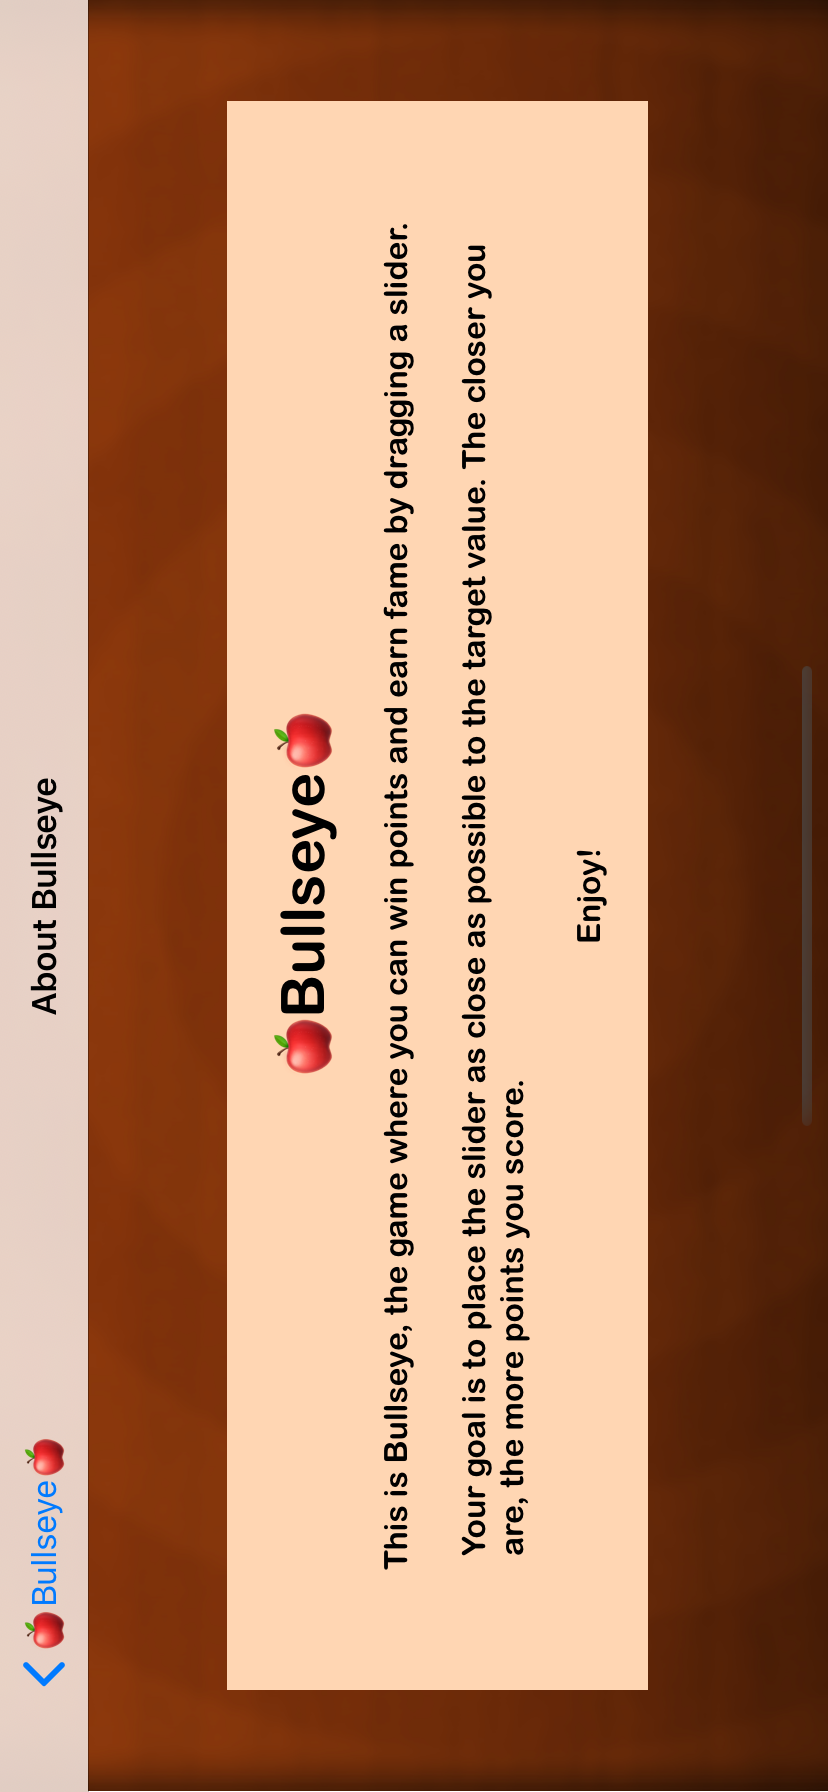 🍎Bullseye🍎
About Bullseye
🍎Bullseye🍎
This is Bullseye, the game where you can win points and earn fame by dragging a slider.
Your goal is to place the slider as close as possible to the target value. The closer you
are, the more points you score.
Enjoy!